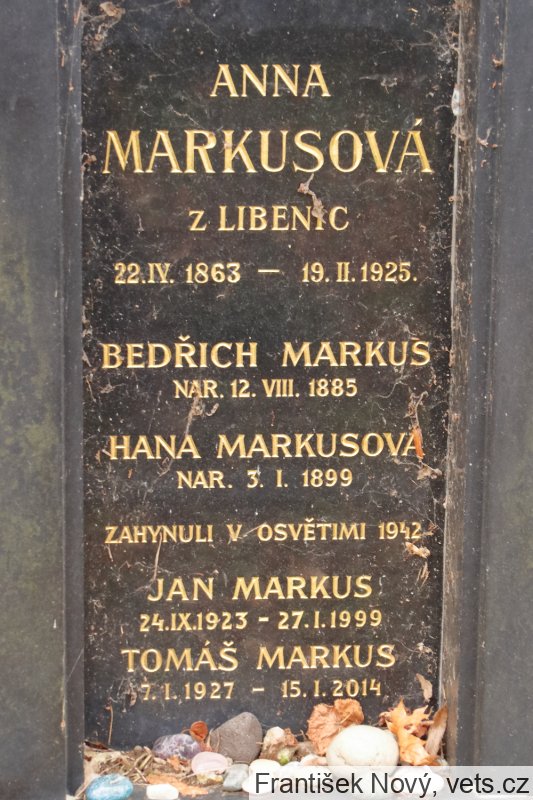 ANNA
MARKUSOVÁ
Z LIBENIC
22.IV. 1863 — 19. II. 1925.
BEDŘICH MARKUS
NAR. 12. VIII. 1885
HANA MARKUSOVÁ
NAR. 3. I. 1899
ZAHYNULI V OSVĚTIMI 1942
JAN MARKUS
24.IX.1923 - 27.I.1999
TOMÁŠ MARKUS
7.I.1927 - 15.I.2014
František Nový, vets.cz